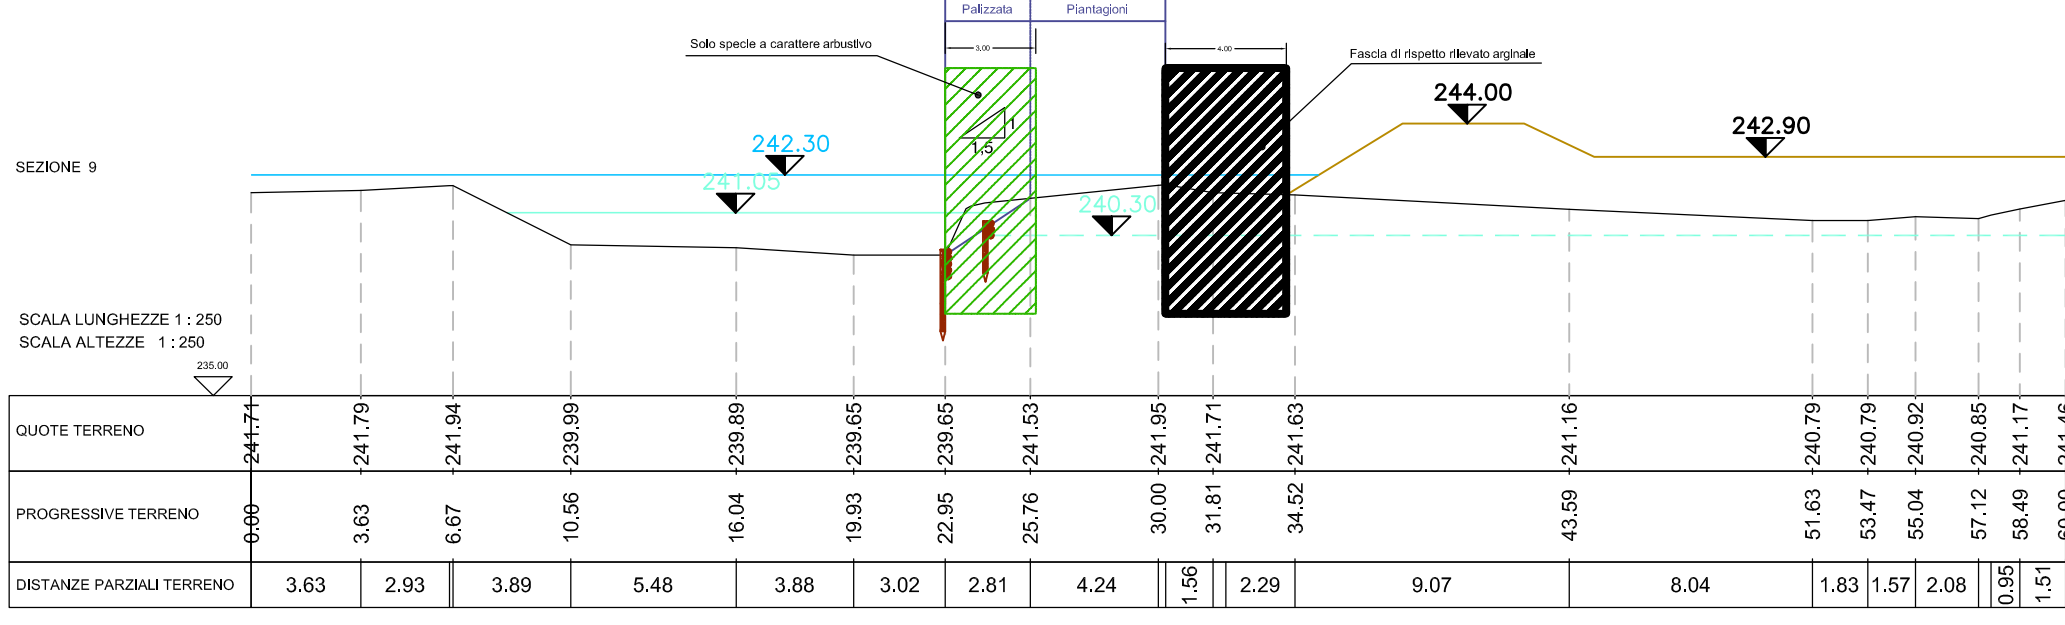 Palizzata
Piantagioni
Solo specie a carattere arbustivo
3.00
4.00
Fascia di rispetto rilevato arginale
244.00
242.90
242.30
241.05
240.30
1
1,5
SEZIONE 9
SCALA LUNGHEZZE 1 : 250
SCALA ALTEZZE 1 : 250
235.00
QUOTE TERRENO 241.71 241.79 241.94 239.99 239.89 239.65 239.65 241.53 241.95 241.71 241.63 241.16 240.79 240.79 240.92 240.85 241.17 241.46
PROGRESSIVE TERRENO 0.00 3.63 6.67 10.56 16.04 19.93 22.95 25.76 30.00 31.81 34.52 43.59 51.63 53.47 55.04 57.12 58.49
DISTANZE PARZIALI TERRENO 3.63 2.93 3.89 5.48 3.88 3.02 2.81 4.24 1.56 2.29 9.07 8.04 1.83 1.57 2.08 0.95 1.51